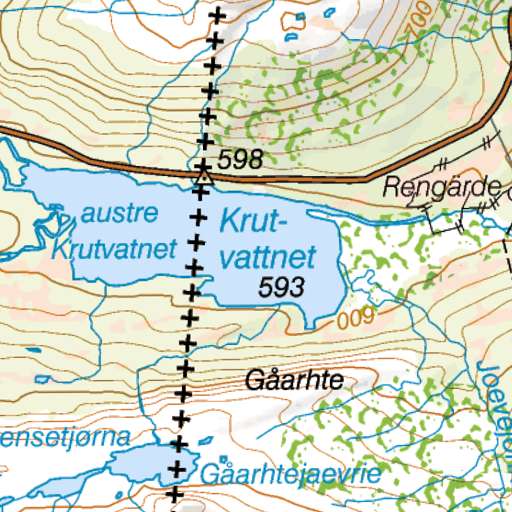 700
598
Rengärde
austre
Krutvatnet
Krut-
vattnet
593
600
Gåarhte
ensetjørna
Gåarhtejaevrie